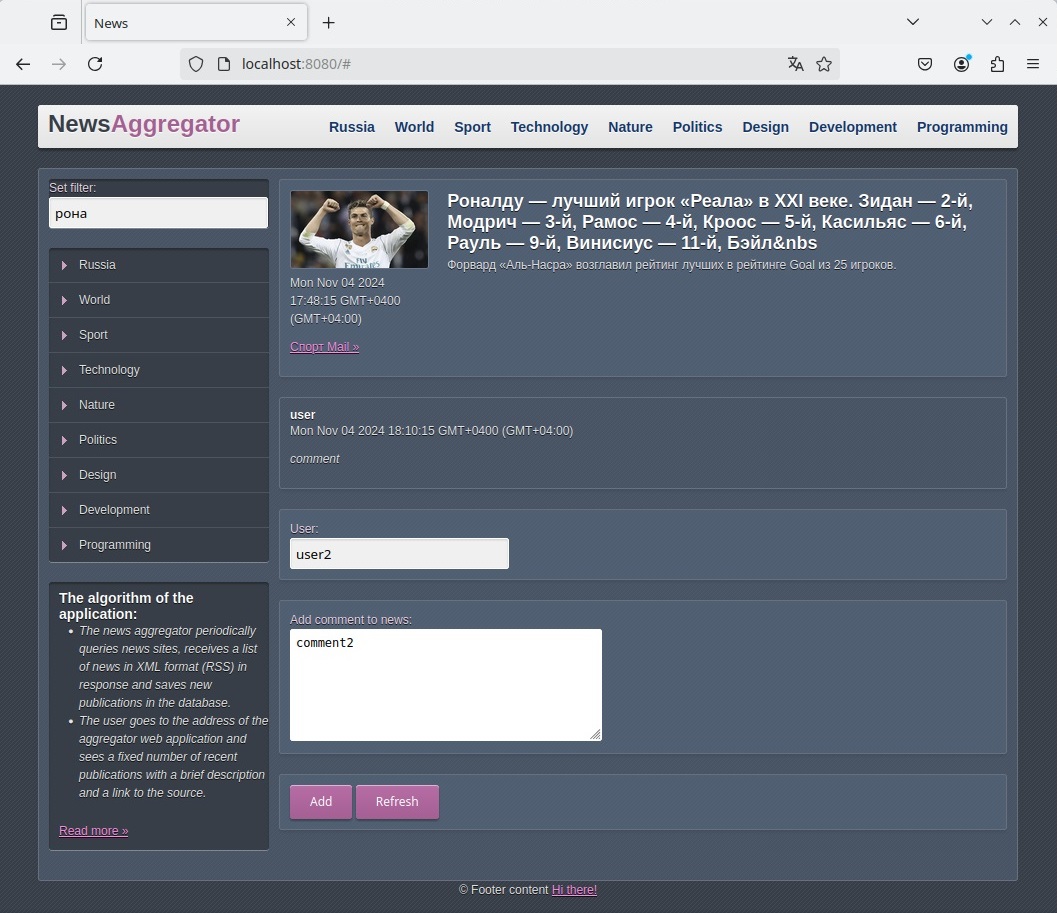 News
localhost:8080/#
NewsAggregator
Russia World Sport Technology Nature Politics Design Development Programming
Set filter:
рона
Russia
World
Sport
Technology
Nature
Politics
Design
Development
Programming
The algorithm of the
application:
The news aggregator periodically
queries news sites, receives a list
of news in XML format (RSS) in
response and saves new
publications in the database.
The user goes to the address of the
aggregator web application and
sees a fixed number of recent
publications with a brief description
and a link to the source.
Read more »
Роналду — лучший игрок «Реала» в XXI веке. Зидан — 2-й,
Модрич — 3-й, Рамос — 4-й, Кроос — 5-й, Касильяс — 6-й,
Рауль — 9-й, Винисиус — 11-й, Бэйл&nbs
Форвард «Аль-Насра» возглавил рейтинг лучших в рейтинге Goal из 25 игроков.
Mon Nov 04 2024
17:48:15 GMT+0400
(GMT+04:00)
Спорт Mail »
user
Mon Nov 04 2024 18:10:15 GMT+0400 (GMT+04:00)
comment
User:
user2
Add comment to news:
comment2
Add Refresh
© Footer content Hi there!